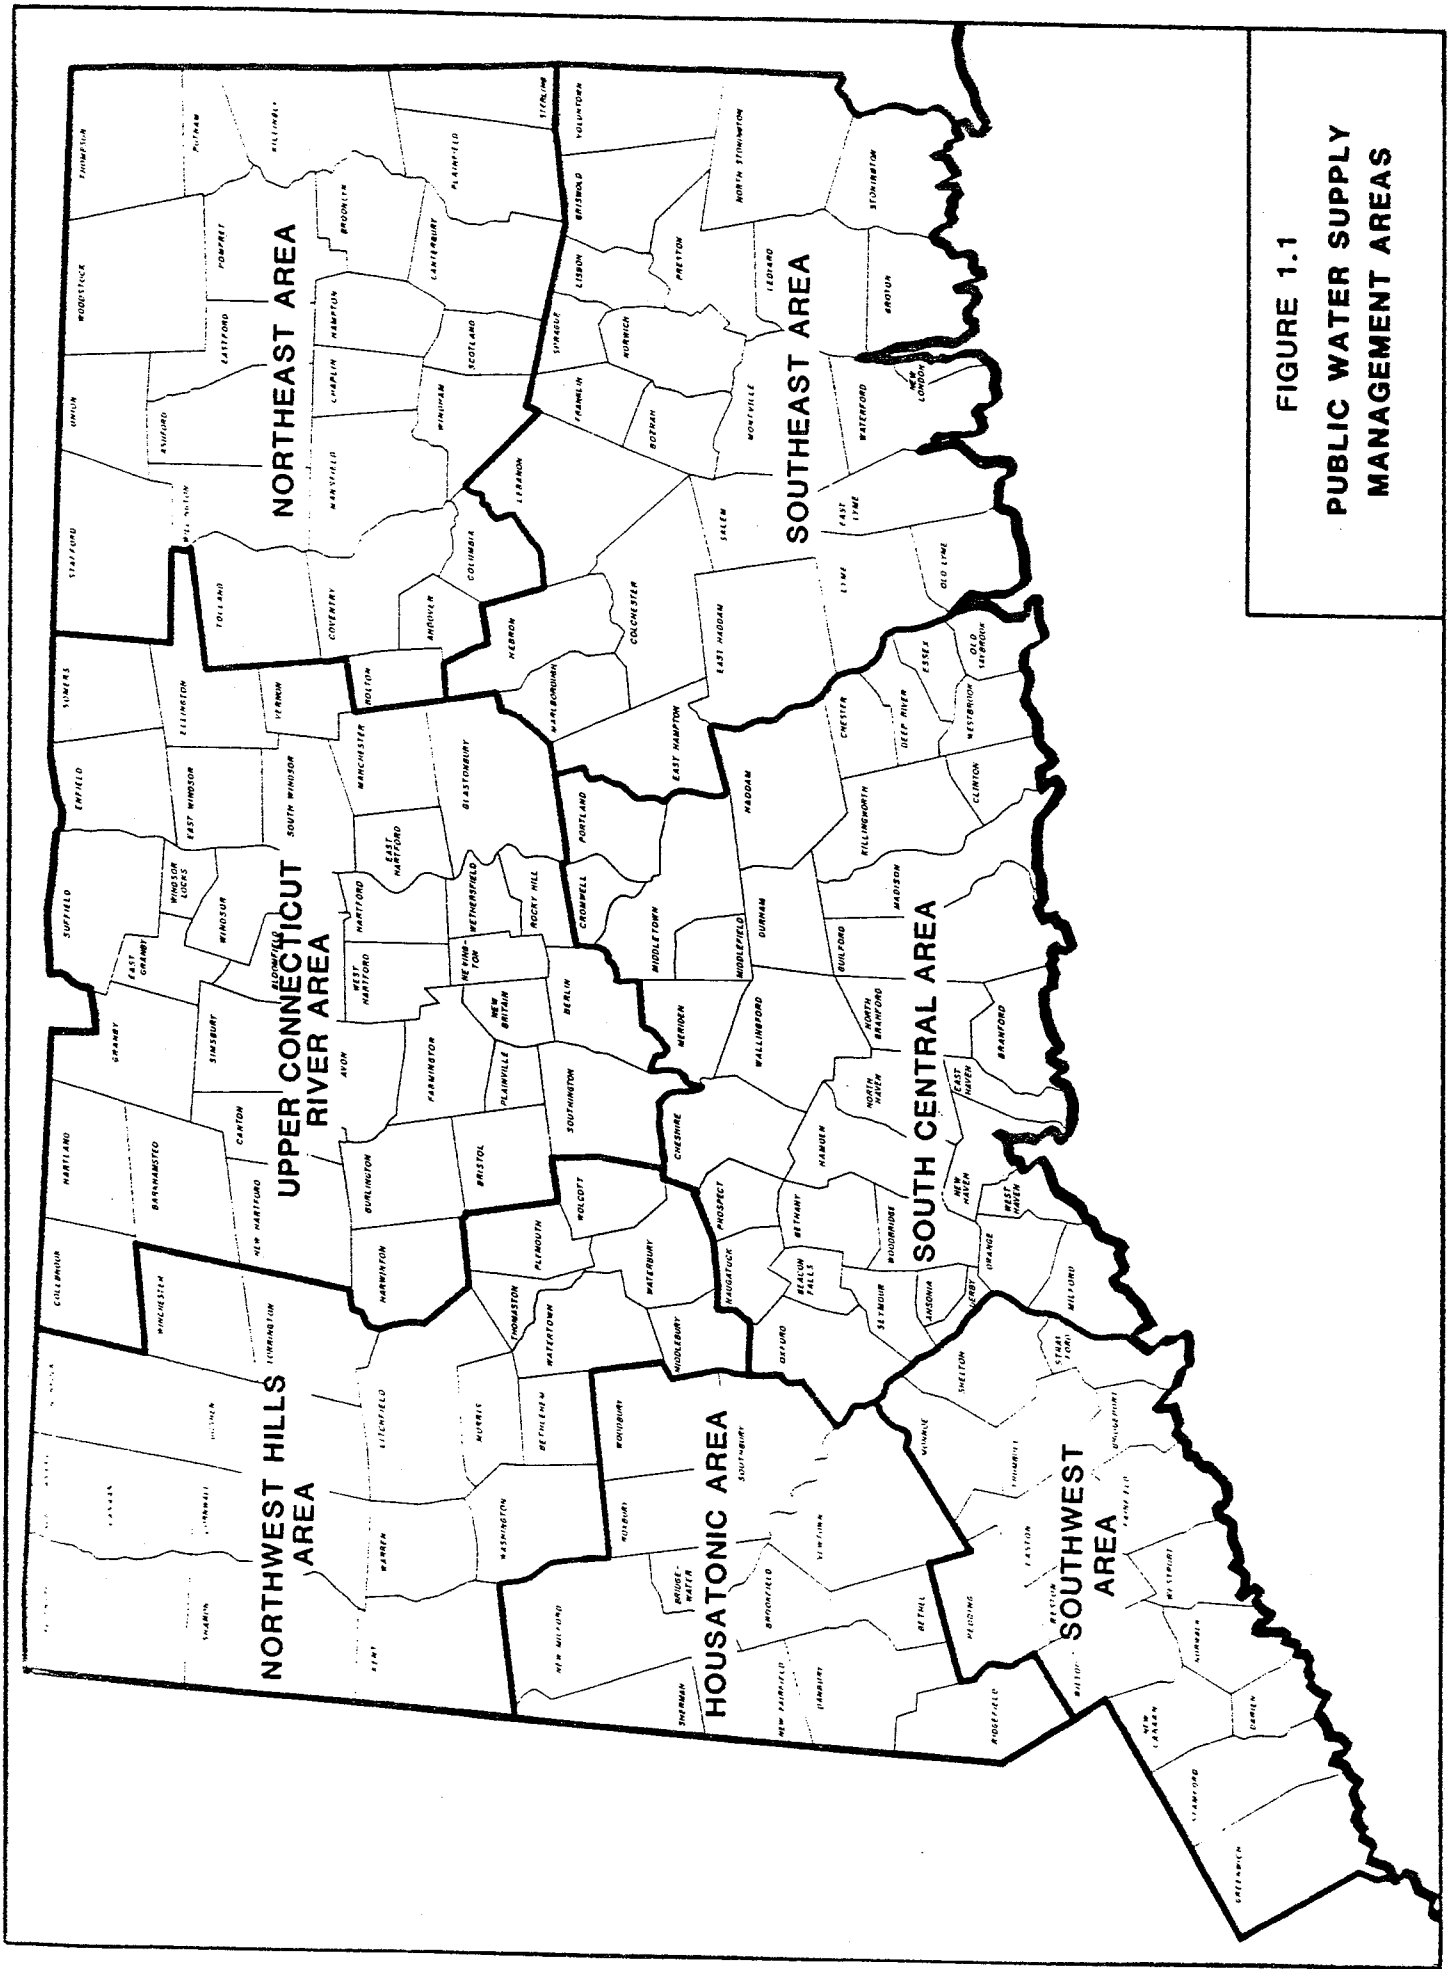 FIGURE 1.1
PUBLIC WATER SUPPLY
MANAGEMENT AREAS
NORTHWEST HILLS
AREA
UPPER CONNECTICUT
RIVER AREA
NORTHEAST AREA
HOUSATONIC AREA
SOUTHWEST
AREA
SOUTH CENTRAL AREA
SOUTHEAST AREA
COLEBROOK
HARTLAND
SUFFIELD
ENFIELD
SOMERS
STAFFORD
UNION
WOODSTOCK
THOMPSON
WINCHESTER
BARKHAMSTED
GRANBY
EAST
GRANBY
WINDSOR
LOCKS
EAST WINDSOR
ELLINGTON
ASHFORD
EASTFORD
POMFRET
PUTNAM
KILLINGLY
SHARON
CORNWALL
TORRINGTON
NEW HARTFORD
CANTON
SIMSBURY
WINDSOR
BLOOMFIELD
SOUTH WINDSOR
VERNON
TOLLAND
KENT
WARREN
LITCHFIELD
HARWINTON
BURLINGTON
AVON
WEST
HARTFORD
HARTFORD
EAST
HARTFORD
MANCHESTER
BOLTON
COVENTRY
MANSFIELD
CHAPLIN
HAMPTON
BROOKLYN
WASHINGTON
MORRIS
BETHLEHEM
WATERTOWN
THOMASTON
PLYMOUTH
BRISTOL
FARMINGTON
PLAINVILLE
NEW
BRITAIN
NEWING-
TON
WETHERSFIELD
ROCKY HILL
GLASTONBURY
ANDOVER
COLUMBIA
WINDHAM
SCOTLAND
CANTERBURY
PLAINFIELD
STERLING
NEW MILFORD
ROXBURY
WOODBURY
MIDDLEBURY
WATERBURY
WOLCOTT
SOUTHINGTON
BERLIN
CROMWELL
PORTLAND
MARLBOROUGH
HEBRON
LEBANON
FRANKLIN
SPRAGUE
LISBON
GRISWOLD
VOLUNTOWN
SHERMAN
BRIDGE-
WATER
SOUTHBURY
NAUGATUCK
PROSPECT
CHESHIRE
MERIDEN
MIDDLETOWN
MIDDLEFIELD
EAST HAMPTON
COLCHESTER
BOZRAH
NORWICH
PRESTON
NORTH STONINGTON
NEW FAIRFIELD
BROOKFIELD
DANBURY
NEWTOWN
OXFORD
BEACON
FALLS
BETHANY
HAMDEN
WALLINGFORD
DURHAM
HADDAM
EAST HADDAM
SALEM
MONTVILLE
LEDYARD
BETHEL
MONROE
SEYMOUR
WOODBRIDGE
NORTH
HAVEN
NORTH
BRANFORD
GUILFORD
MADISON
KILLINGWORTH
CHESTER
DEEP RIVER
ESSEX
LYME
EAST
LYME
WATERFORD
NEW
LONDON
GROTON
STONINGTON
RIDGEFIELD
REDDING
SHELTON
ANSONIA
DERBY
ORANGE
NEW
HAVEN
WEST
HAVEN
EAST
HAVEN
BRANFORD
CLINTON
WESTBROOK
OLD
SAYBROOK
OLD LYME
EASTON
TRUMBULL
STRAT
FORD
MILFORD
BRIDGEPORT
WESTPORT
NORWALK
NEW
CANAAN
DARIEN
STAMFORD
GREENWICH